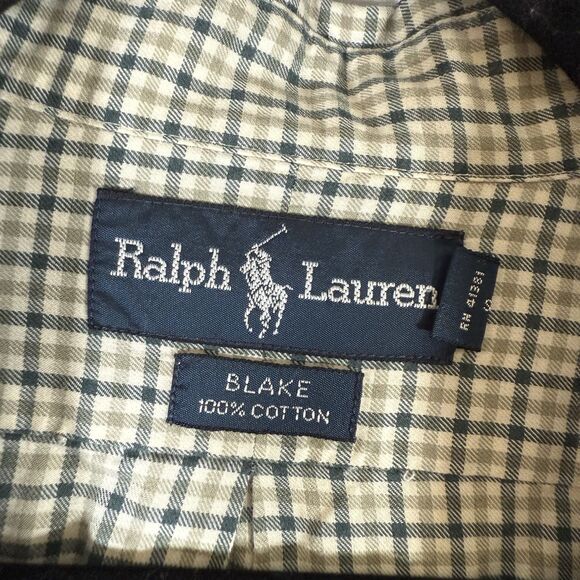 Ralph Lauren
RN 41381
S
BLAKE
100% COTTON